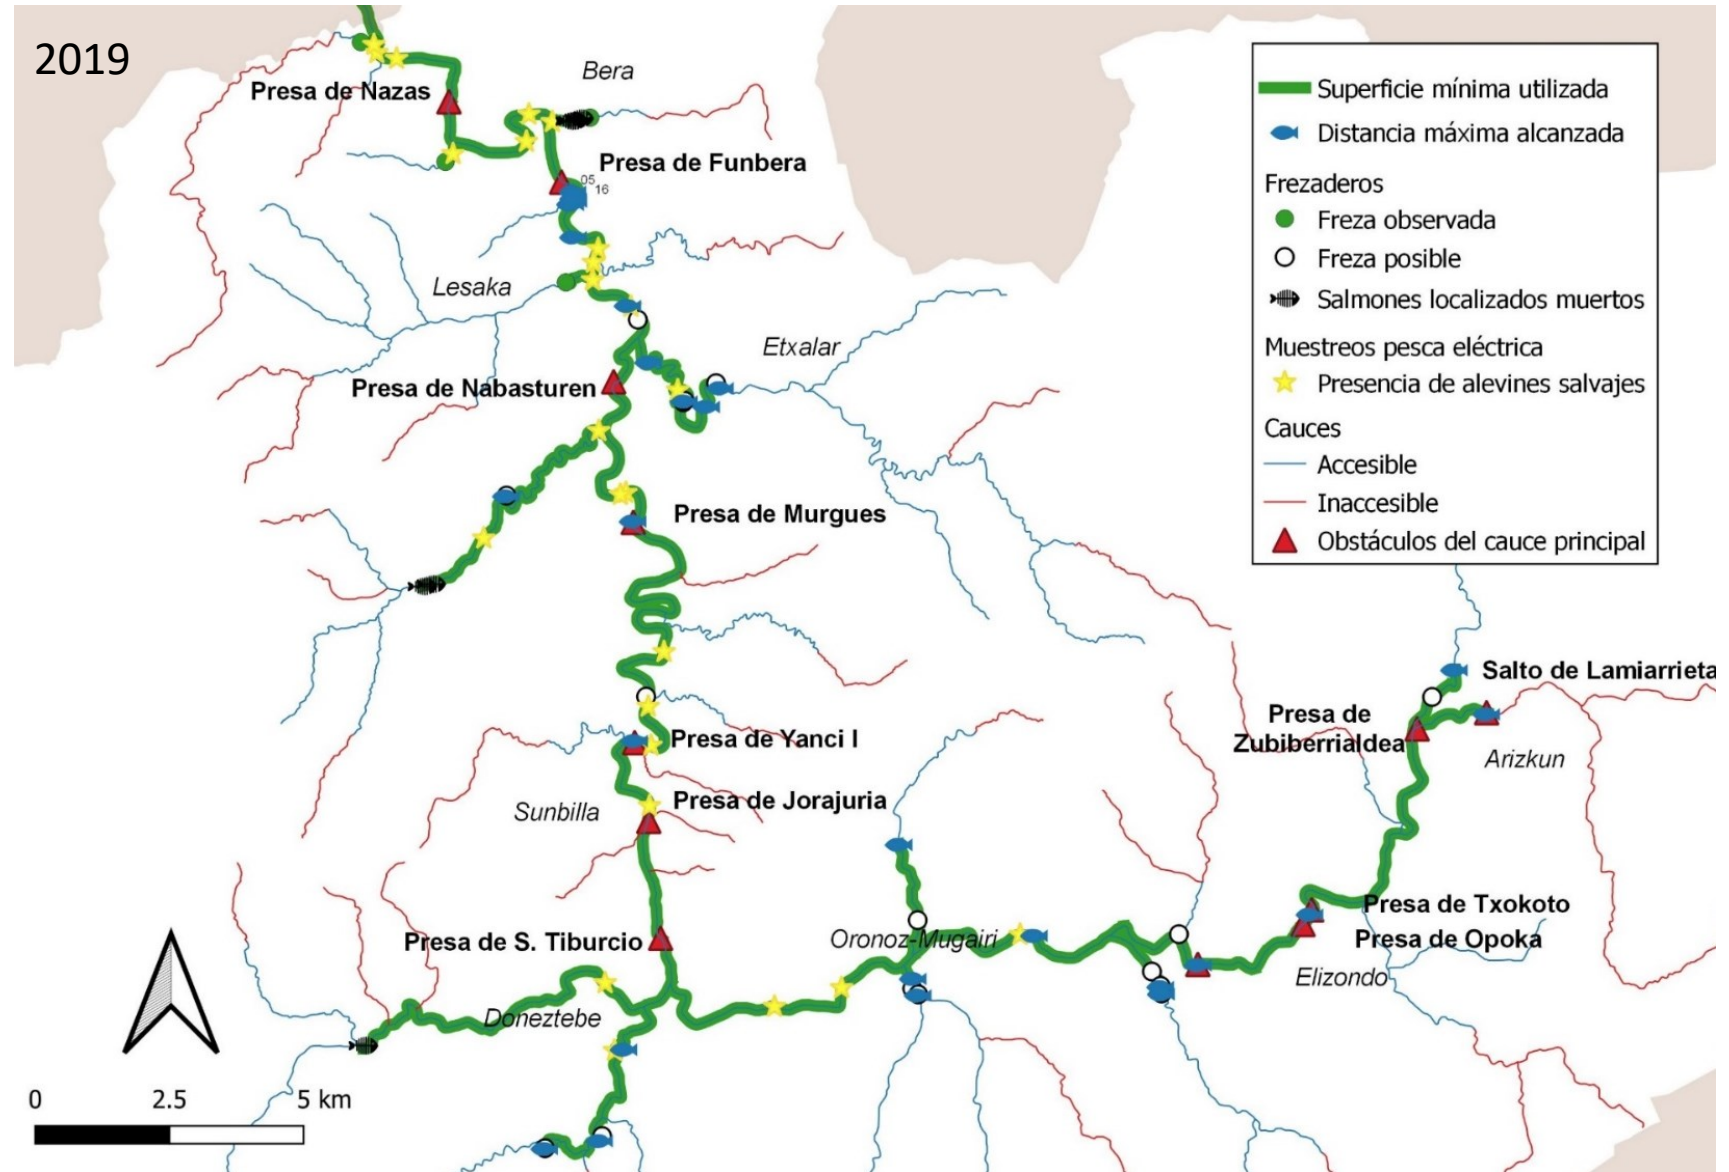 2019
Bera
Presa de Nazas
Presa de Funbera
05
16
Lesaka
Etxalar
Presa de Nabasturen
Presa de Murgues
Presa de Yanci I
Sunbilla
Presa de Jorajuria
Presa de S. Tiburcio
Doneztebe
Oronoz-Mugairi
Salto de Lamiarrieta
Presa de
Zubiberrialdea
Arizkun
Presa de Txokoto
Presa de Opoka
Elizondo
0 2.5 5 km
Superficie mínima utilizada
Distancia máxima alcanzada
Frezaderos
Freza observada
Freza posible
Salmones localizados muertos
Muestreos pesca eléctrica
Presencia de alevines salvajes
Cauces
Accesible
Inaccesible
Obstáculos del cauce principal